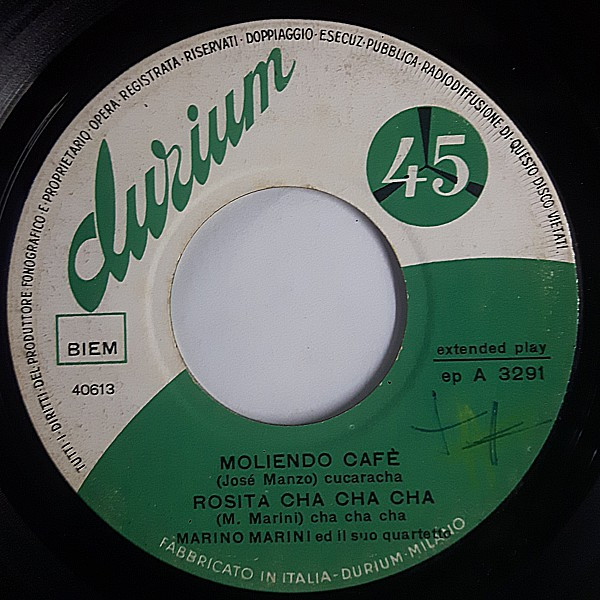 TUTTI I DIRITTI DEL PRODUTTORE FONOGRAFICO E PROPRIETARIO OPERA REGISTRATA·RISERVATI·DOPPIAGGIO·ESECUZ·PUBBLICA·RADIODIFFUSIONE DI QUESTO DISCO VIETATI.
durium
45
BIEM
40613
extended play
ep A 3291
MOLIENDO CAFÈ
(José Manzo) cucaracha
ROSITA CHA CHA CHA
(M. Marini) cha cha cha
MARINO MARINI ed il suo quartetto
FABBRICATO IN ITALIA-DURIUM-MILANO